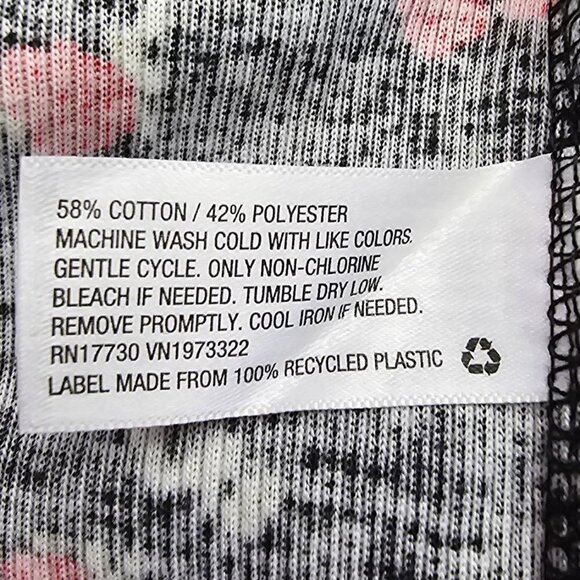 58% COTTON / 42% POLYESTER
MACHINE WASH COLD WITH LIKE COLORS.
GENTLE CYCLE. ONLY NON-CHLORINE
BLEACH IF NEEDED. TUMBLE DRY LOW.
REMOVE PROMPTLY. COOL IRON IF NEEDED.
RN17730 VN1973322
LABEL MADE FROM 100% RECYCLED PLASTIC